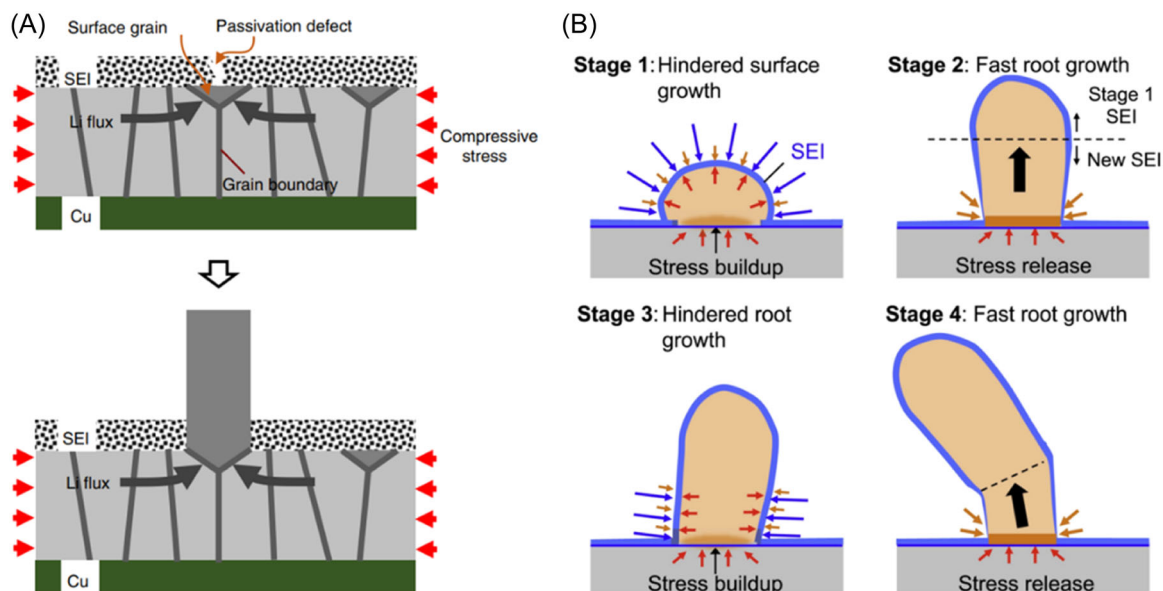 (A)
Surface grain
Passivation defect
SEI
Li flux
Compressive
stress
Grain boundary
Cu
SEI
Li flux
Cu
(B)
Stage 1: Hindered surface
growth
SEI
Stress buildup
Stage 2: Fast root growth
Stage 1
SEI
New SEI
Stress release
Stage 3: Hindered root
growth
Stress buildup
Stage 4: Fast root growth
Stress release